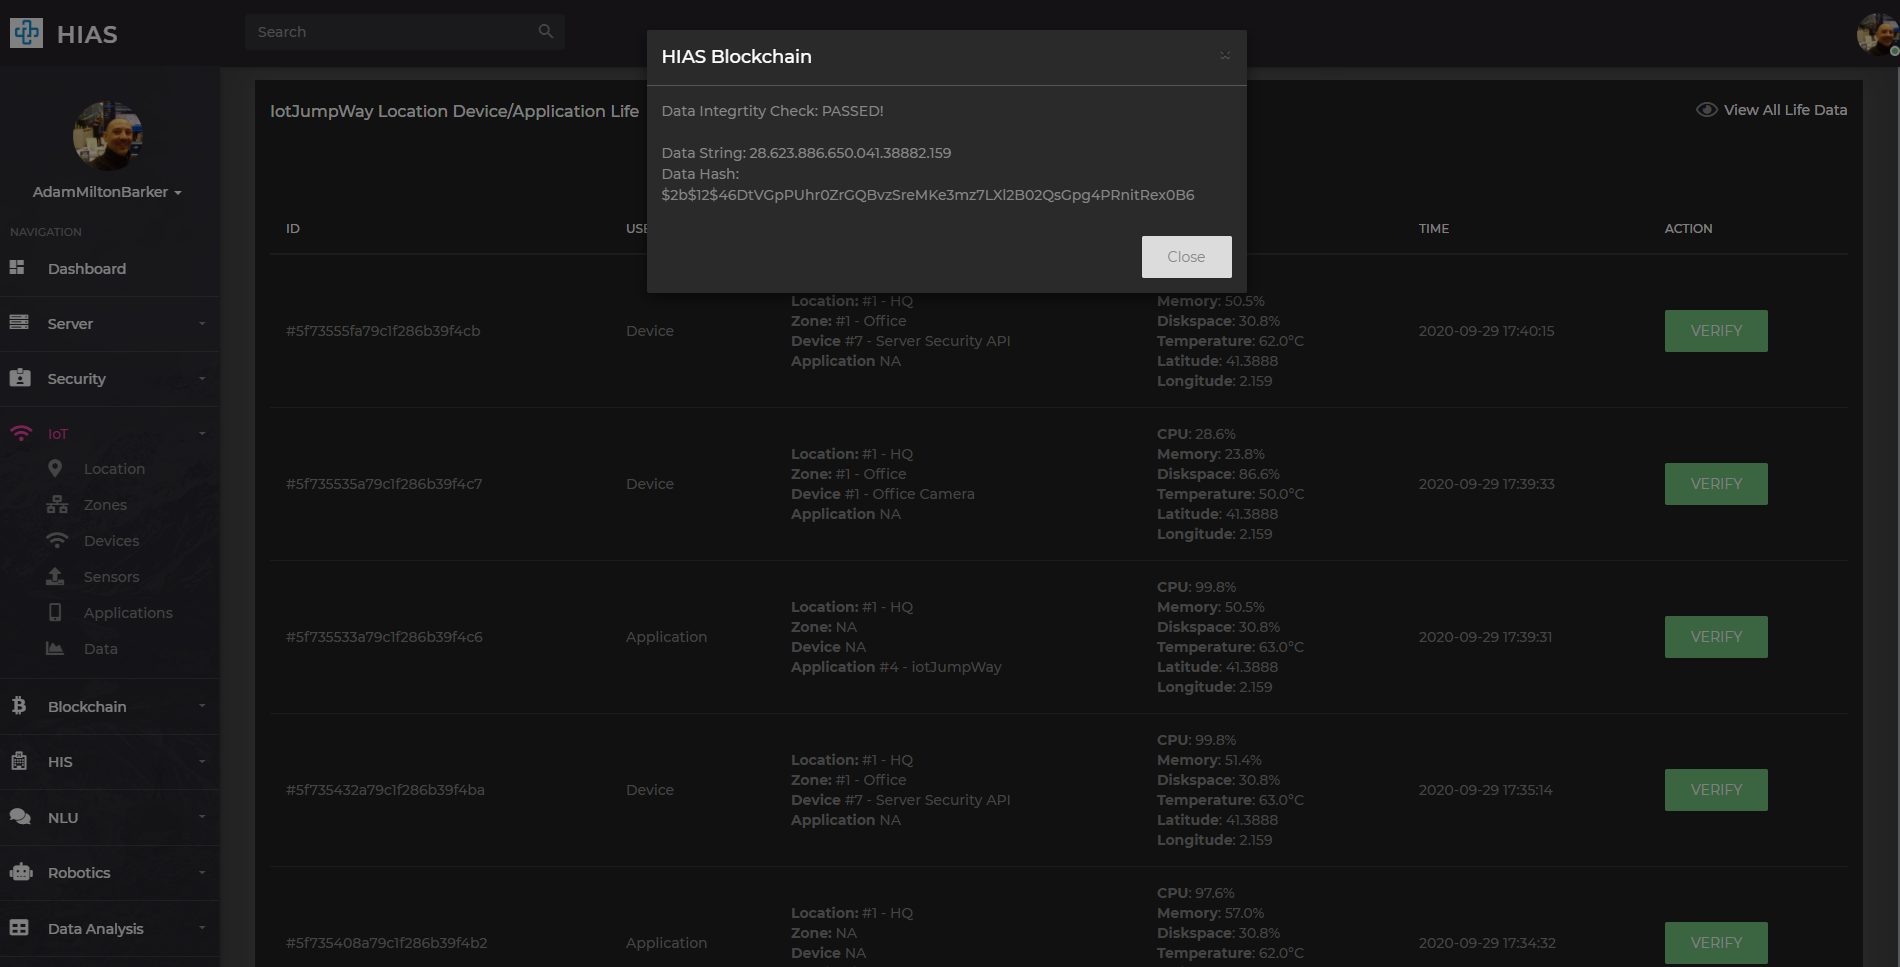 HIAS
Search
AdamMiltonBarker
NAVIGATION
Dashboard
Server
Security
IoT
Location
Zones
Devices
Sensors
Applications
Data
Blockchain
HIS
NLU
Robotics
Data Analysis
HIAS Blockchain
×
Data Integrtity Check: PASSED!
Data String: 28.623.886.650.041.38882.159
Data Hash:
$2b$12$46DtVGpPUhr0ZrGQBvzSreMKe3mz7LXl2B02QsGpg4PRnitRex0B6
Close
IotJumpWay Location Device/Application Life
View All Life Data
ID
USE
TIME
ACTION
#5f73555fa79c1f286b39f4cb
Device
Location: #1 - HQ
Zone: #1 - Office
Device #7 - Server Security API
Application NA
Memory: 50.5%
Diskspace: 30.8%
Temperature: 62.0°C
Latitude: 41.3888
Longitude: 2.159
2020-09-29 17:40:15
VERIFY
#5f735535a79c1f286b39f4c7
Device
Location: #1 - HQ
Zone: #1 - Office
Device #1 - Office Camera
Application NA
CPU: 28.6%
Memory: 23.8%
Diskspace: 86.6%
Temperature: 50.0°C
Latitude: 41.3888
Longitude: 2.159
2020-09-29 17:39:33
VERIFY
#5f735533a79c1f286b39f4c6
Application
Location: #1 - HQ
Zone: NA
Device NA
Application #4 - iotJumpWay
CPU: 99.8%
Memory: 50.5%
Diskspace: 30.8%
Temperature: 63.0°C
Latitude: 41.3888
Longitude: 2.159
2020-09-29 17:39:31
VERIFY
#5f735432a79c1f286b39f4ba
Device
Location: #1 - HQ
Zone: #1 - Office
Device #7 - Server Security API
Application NA
CPU: 99.8%
Memory: 51.4%
Diskspace: 30.8%
Temperature: 63.0°C
Latitude: 41.3888
Longitude: 2.159
2020-09-29 17:35:14
VERIFY
#5f735408a79c1f286b39f4b2
Application
Location: #1 - HQ
Zone: NA
Device NA
CPU: 97.6%
Memory: 57.0%
Diskspace: 30.8%
Temperature: 62.0°C
2020-09-29 17:34:32
VERIFY